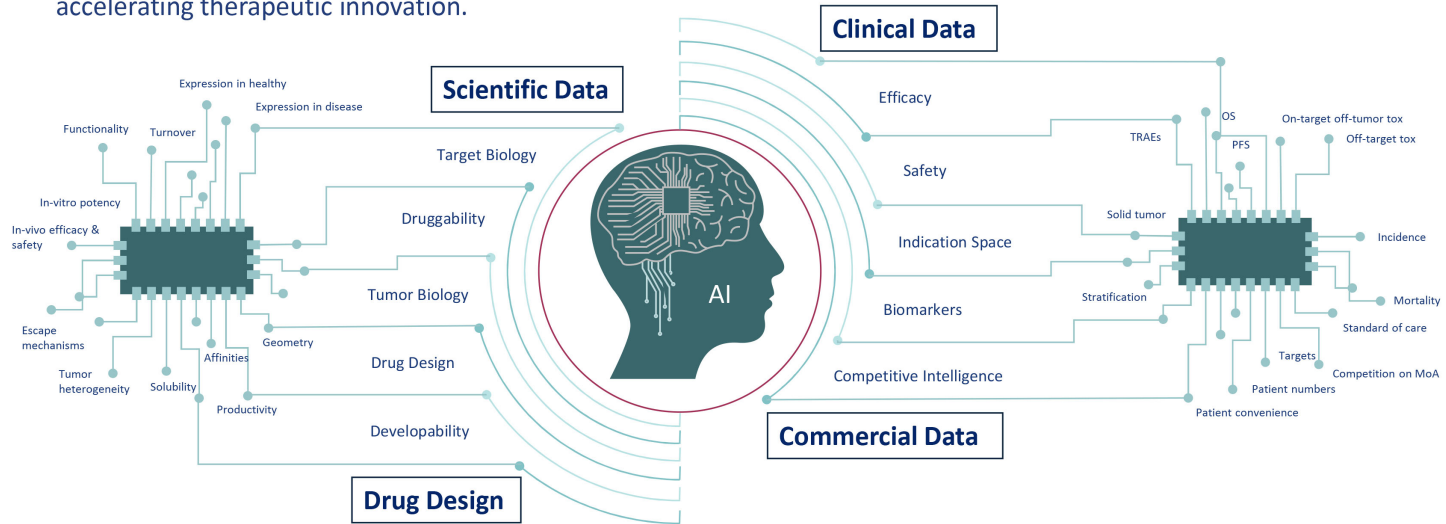 accelerating therapeutic innovation.
Clinical Data
Scientific Data
Expression in healthy
Expression in disease
Functionality
Turnover
In-vitro potency
In-vivo efficacy &
safety
Escape
mechanisms
Tumor
heterogeneity
Solubility
Affinities
Productivity
Geometry
Target Biology
Druggability
Tumor Biology
Drug Design
Developability
Drug Design
AI
Efficacy
Safety
Indication Space
Biomarkers
Competitive Intelligence
Commercial Data
TRAEs
OS
PFS
On-target off-tumor tox
Off-target tox
Solid tumor
Incidence
Stratification
Mortality
Standard of care
Targets
Competition on MoA
Patient numbers
Patient convenience